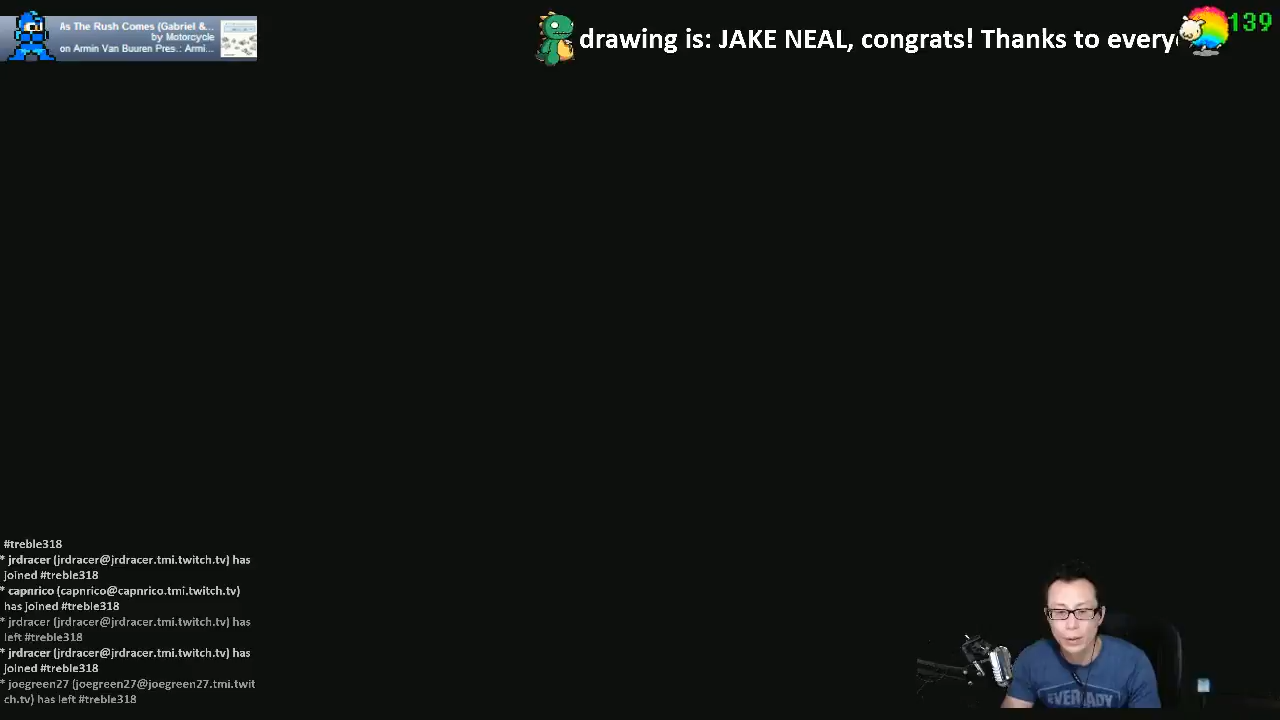 As The Rush Comes (Gabriel &...
by Motorcycle
on Armin Van Buuren Pres.: Armi...
drawing is: JAKE NEAL, congrats! Thanks to every
139
#treble318
* jrdracer (jrdracer@jrdracer.tmi.twitch.tv) has
joined #treble318
* capnrico (capnrico@capnrico.tmi.twitch.tv)
has joined #treble318
* jrdracer (jrdracer@jrdracer.tmi.twitch.tv) has
left #treble318
* jrdracer (jrdracer@jrdracer.tmi.twitch.tv) has
joined #treble318
* joegreen27 (joegreen27@joegreen27.tmi.twit
ch.tv) has left #treble318
EVEREADY